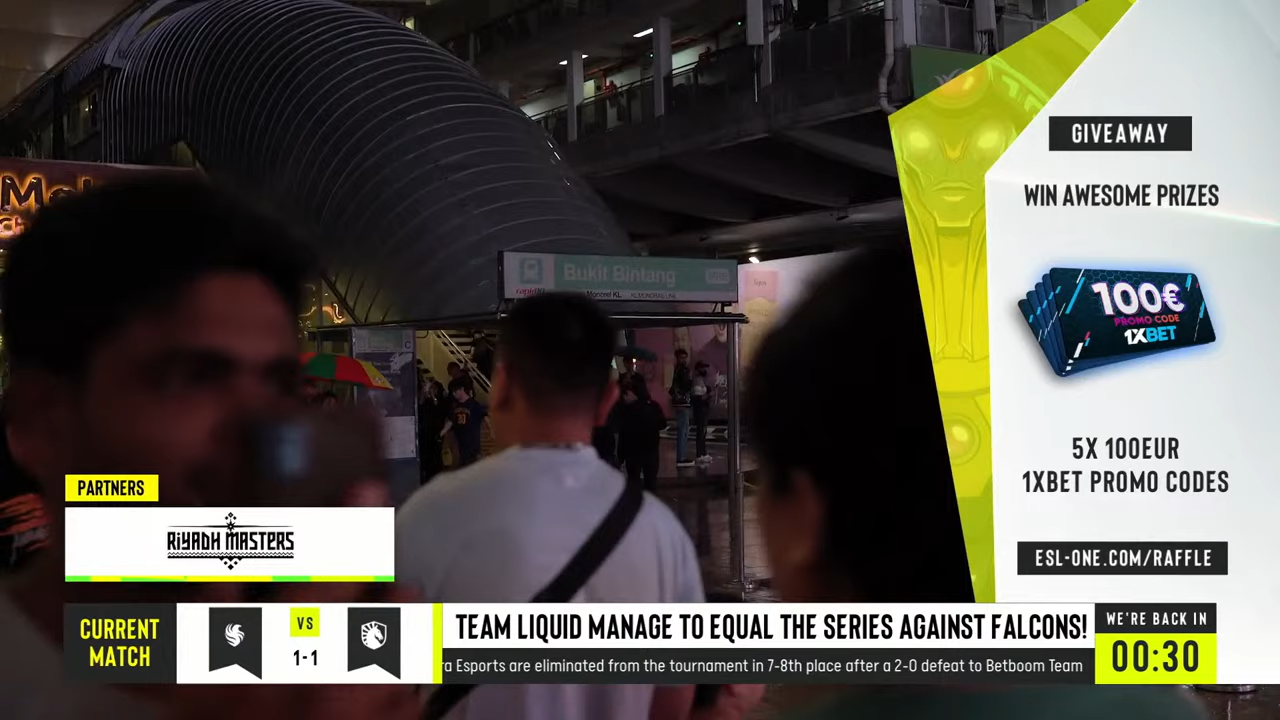 GIVEAWAY
WIN AWESOME PRIZES
100€
PROMO CODE
1XBET
5X 100EUR
1XBET PROMO CODES
ESL-ONE.COM/RAFFLE
Bukit Bintang
Monorel KL
PARTNERS
RIYADH MASTERS
CURRENT
MATCH
VS
1-1
TEAM LIQUID MANAGE TO EQUAL THE SERIES AGAINST FALCONS!
Esports are eliminated from the tournament in 7-8th place after a 2-0 defeat to Betboom Team
WE'RE BACK IN
00:30